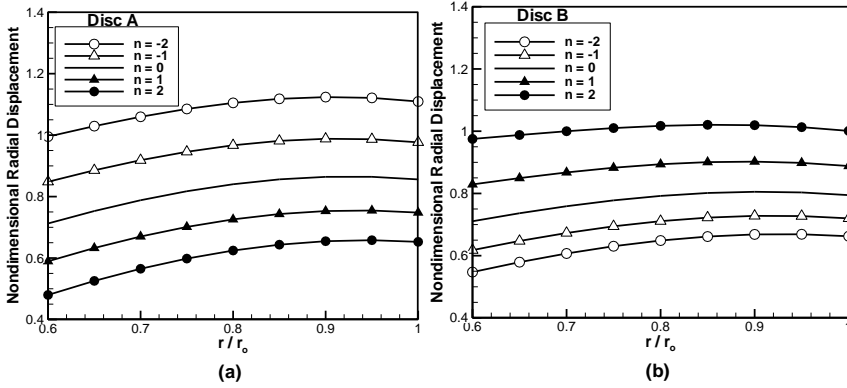 Disc A
n = -2
n = -1
n = 0
n = 1
n = 2
Nondimensional Radial Displacement
1.4
1.2
1
0.8
0.6
0.4
0.6 0.7 0.8 0.9 1
r / rₒ
(a)
Disc B
n = -2
n = -1
n = 0
n = 1
n = 2
Nondimensional Radial Displacement
1.4
1.2
1
0.8
0.6
0.4
0.6 0.7 0.8 0.9 1
r / rₒ
(b)